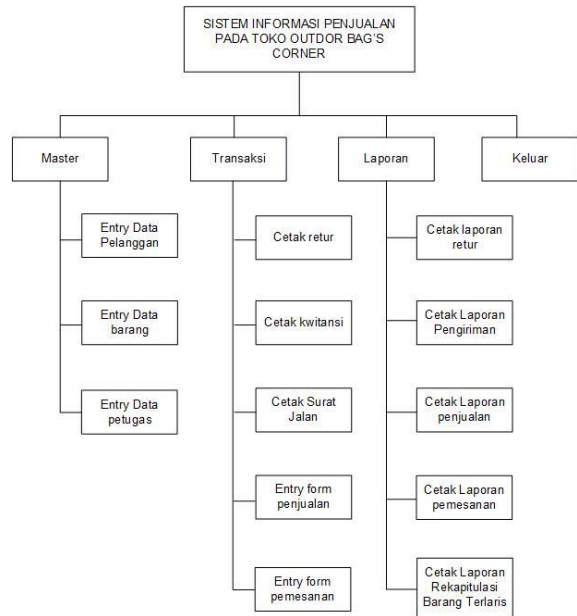 SISTEM INFORMASI PENJUALAN
PADA TOKO OUTDOR BAG'S
CORNER
Master
Transaksi
Laporan
Keluar
Entry Data
Pelanggan
Entry Data
barang
Entry Data
petugas
Cetak retur
Cetak kwitansi
Cetak Surat
Jalan
Entry form
penjualan
Entry form
pemesanan
Cetak laporan
retur
Cetak Laporan
Pengiriman
Cetak Laporan
penjualan
Cetak Laporan
pemesanan
Cetak Laporan
Rekapitulasi
Barang Terlaris